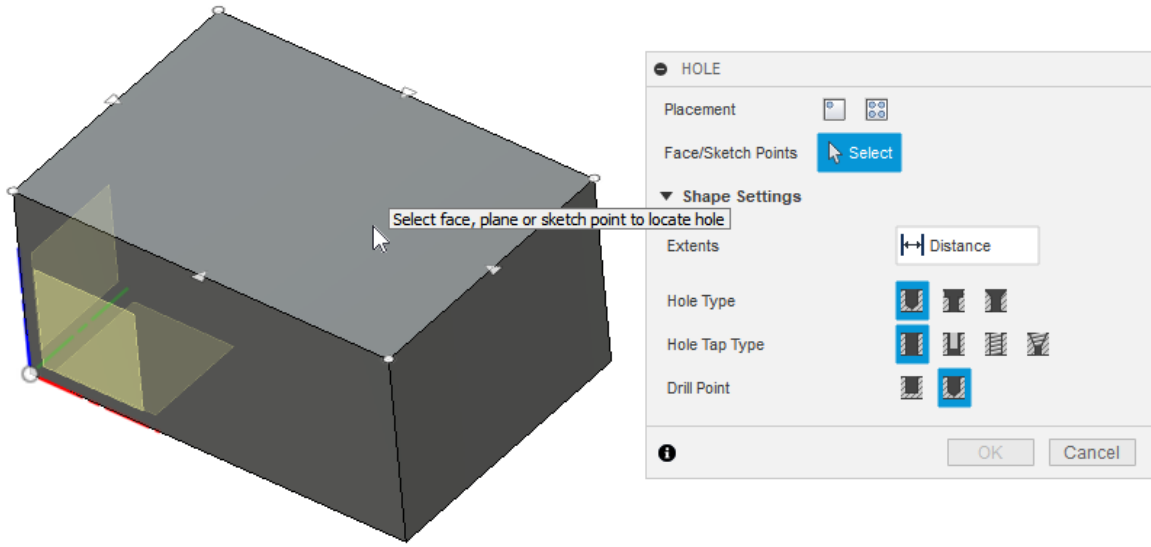 HOLE
Placement
Face/Sketch Points
Select
Shape Settings
Select face, plane or sketch point to locate hole
Extents
Distance
Hole Type
Hole Tap Type
Drill Point
OK
Cancel